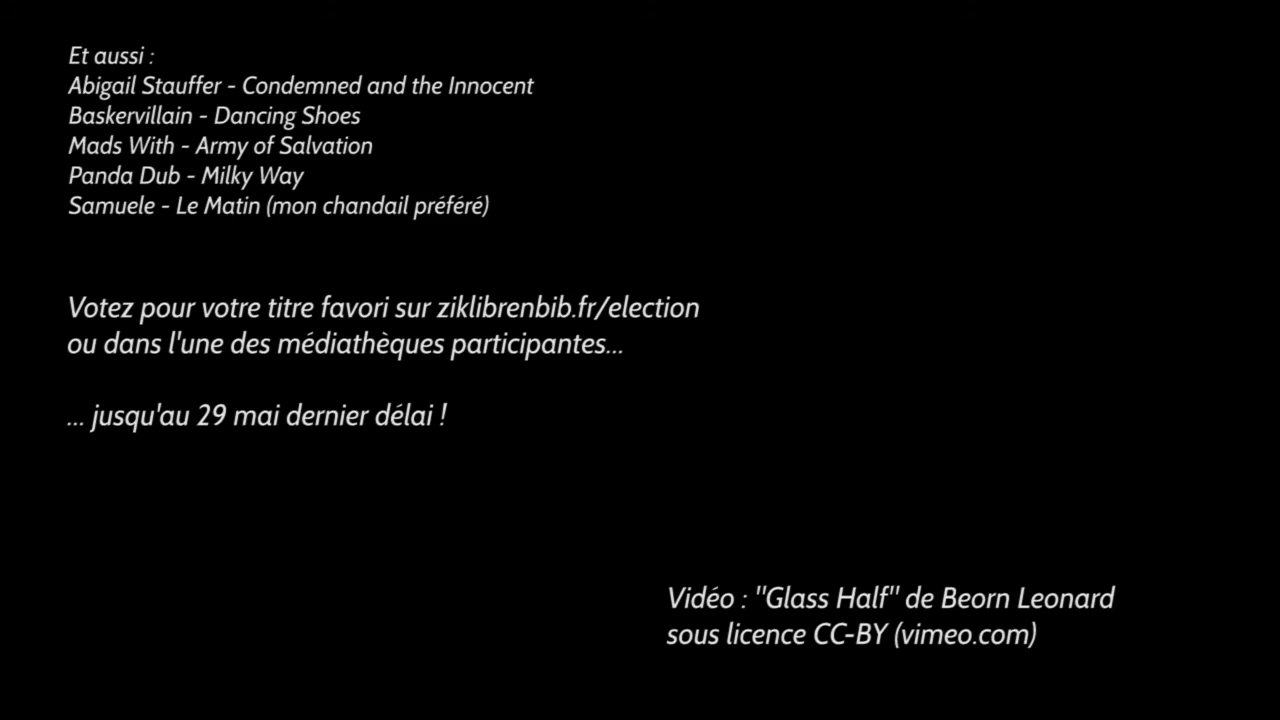 Et aussi :
Abigail Stauffer - Condemned and the Innocent
Baskervillain - Dancing Shoes
Mads With - Army of Salvation
Panda Dub - Milky Way
Samuele - Le Matin (mon chandail préféré)
Votez pour votre titre favori sur ziklibrenbib.fr/election
ou dans l'une des médiathèques participantes...
... jusqu'au 29 mai dernier délai !
Vidéo : "Glass Half" de Beorn Leonard
sous licence CC-BY (vimeo.com)